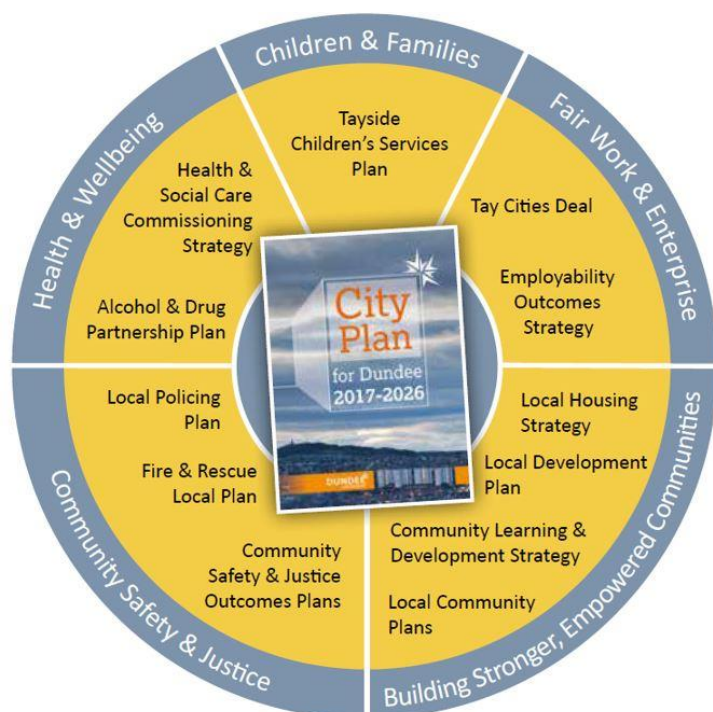 Children & Families
Tayside
Children's Services
Plan
Fair Work & Enterprise
Tay Cities Deal
Employability
Outcomes
Strategy
Building Stronger, Empowered Communities
Local Housing
Strategy
Local Development
Plan
Community Learning &
Development Strategy
Local Community
Plans
Community Safety & Justice
Local Policing
Plan
Fire & Rescue
Local Plan
Community
Safety & Justice
Outcomes Plans
Health & Wellbeing
Health &
Social Care
Commissioning
Strategy
Alcohol & Drug
Partnership Plan
City
Plan
for Dundee
2017-2026
DUNDEE